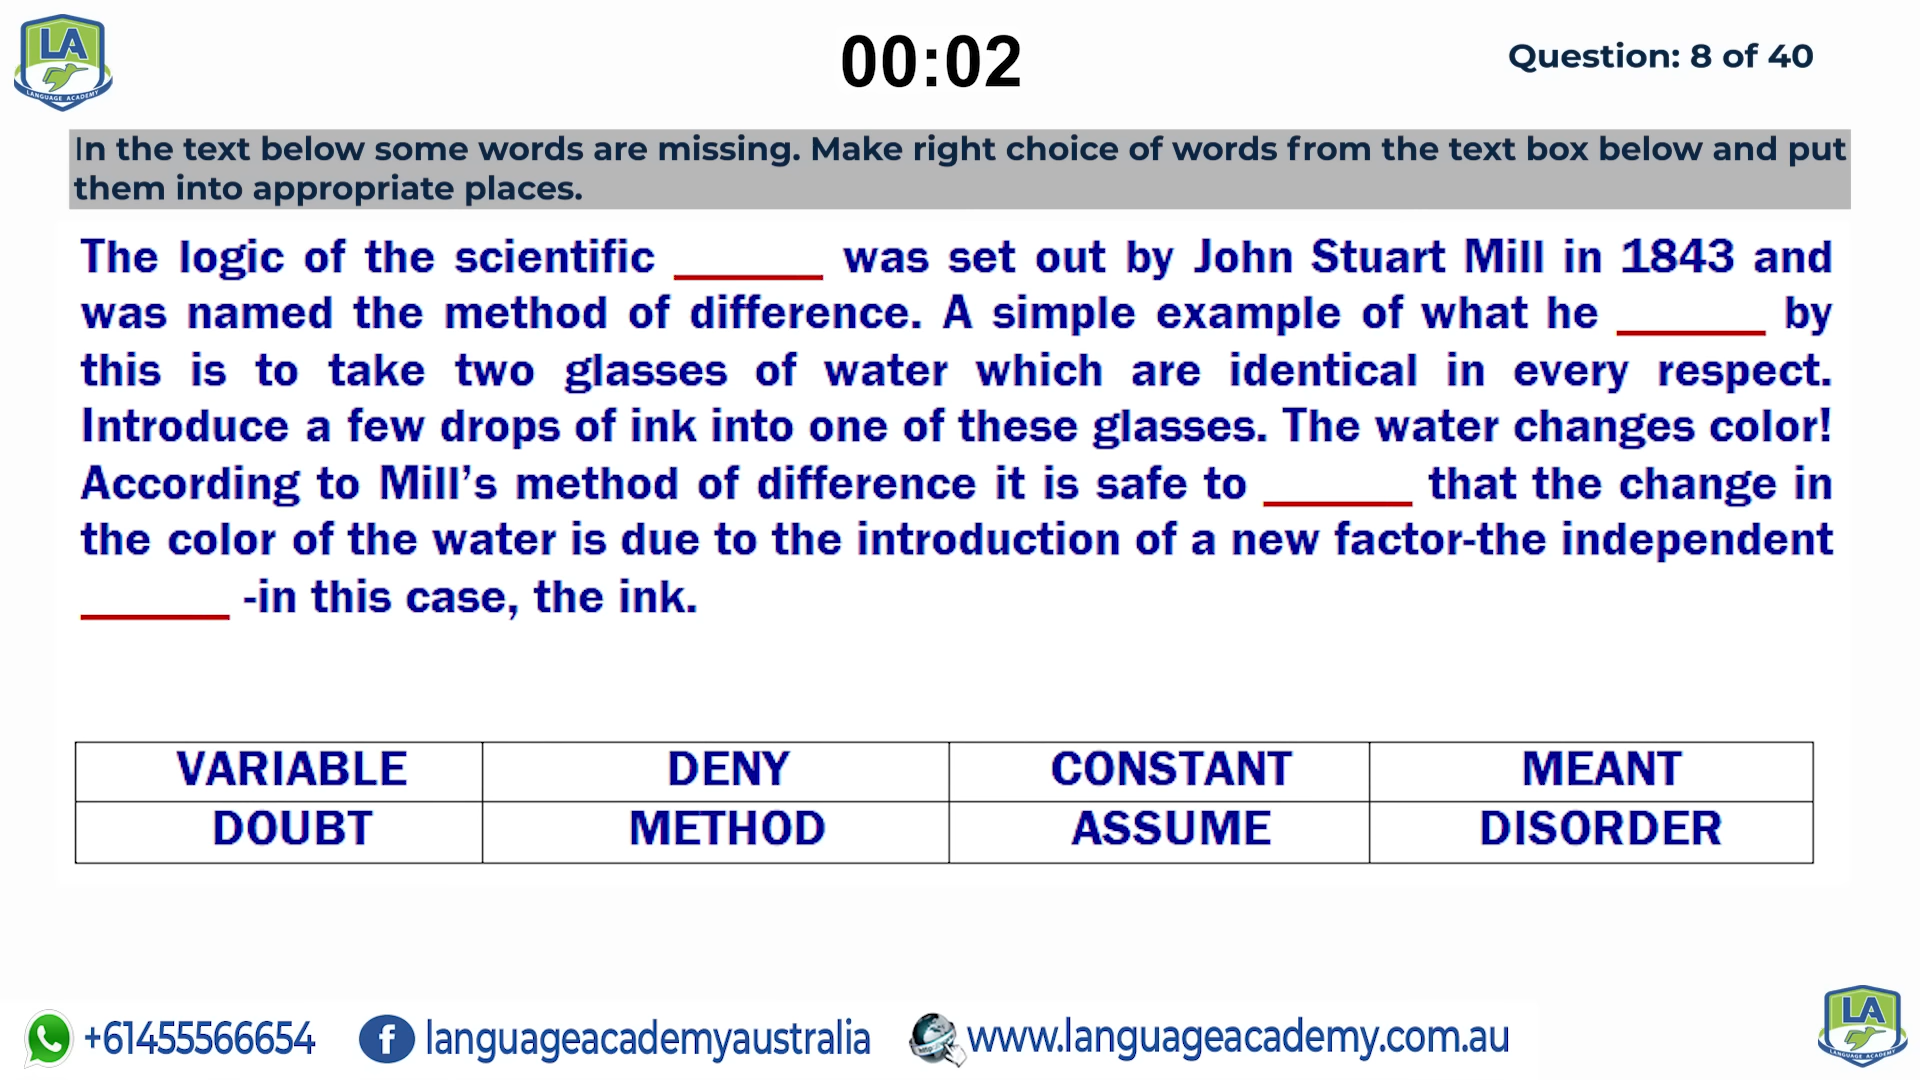 LA
LANGUAGE ACADEMY
00:02
Question: 8 of 40
In the text below some words are missing. Make right choice of words from the text box below and put
them into appropriate places.
The logic of the scientific ______ was set out by John Stuart Mill in 1843 and
was named the method of difference. A simple example of what he ______ by
this is to take two glasses of water which are identical in every respect.
Introduce a few drops of ink into one of these glasses. The water changes color!
According to Mill’s method of difference it is safe to ______ that the change in
the color of the water is due to the introduction of a new factor-the independent
______ -in this case, the ink.
VARIABLE DENY CONSTANT MEANT
DOUBT METHOD ASSUME DISORDER
+61455566654 f languageacademyaustralia www.languageacademy.com.au
LA
LANGUAGE ACADEMY